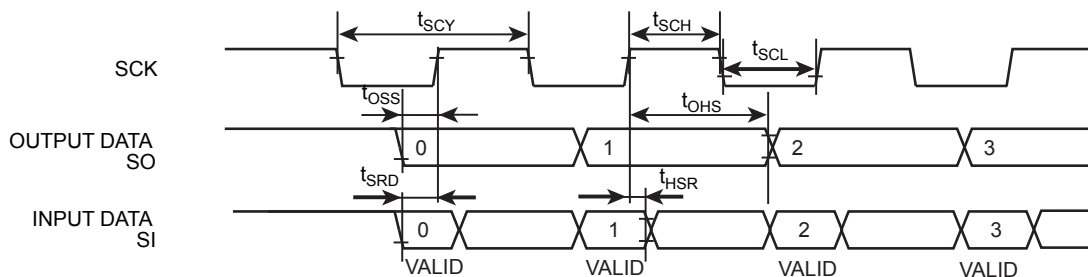 tSCY
tSCH
tSCL
SCK
tOSS
tOHS
OUTPUT DATA
SO
0
1
2
3
tSRD
tHSR
INPUT DATA
SI
0
1
2
3
VALID
VALID
VALID
VALID